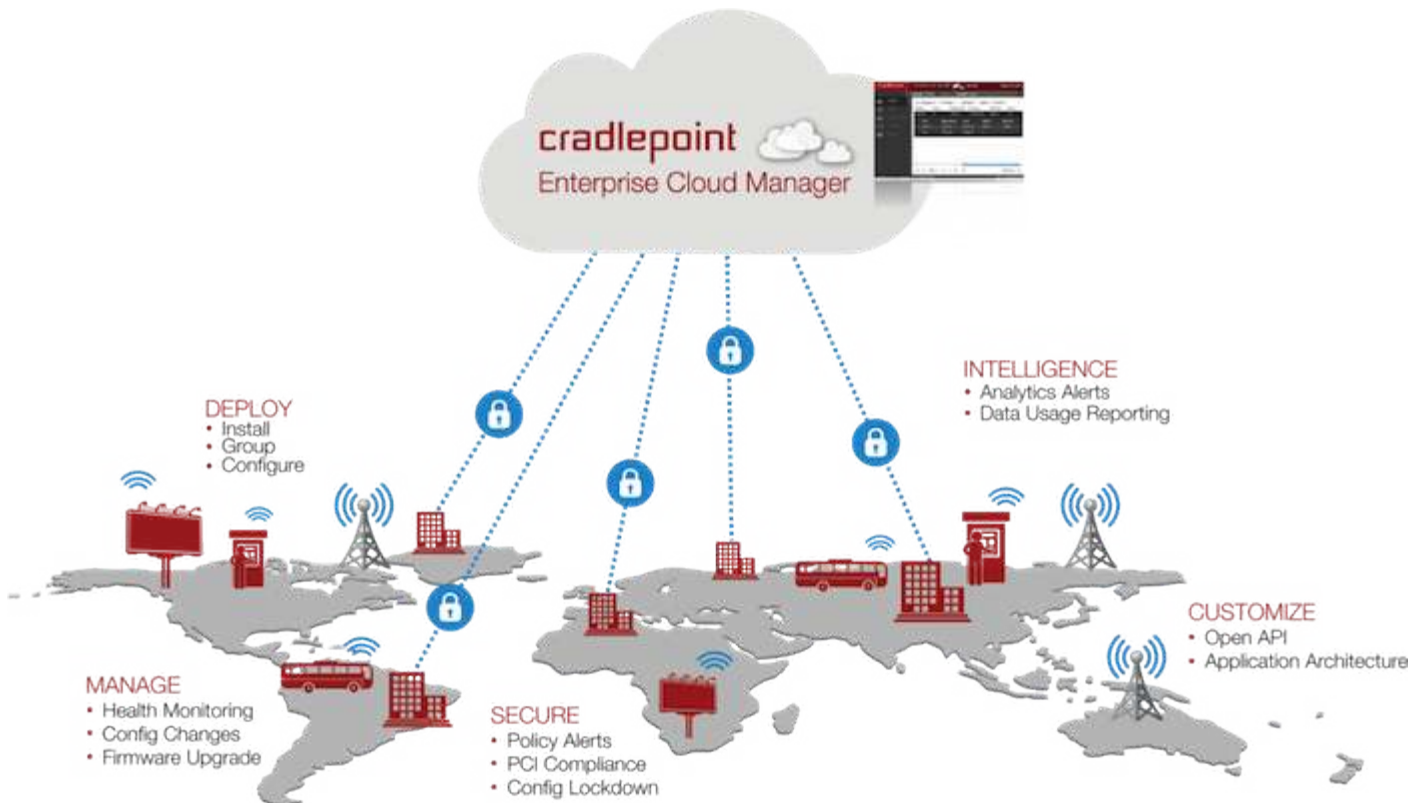 cradlepoint
Enterprise Cloud Manager
DEPLOY
• Install
• Group
• Configure
INTELLIGENCE
• Analytics Alerts
• Data Usage Reporting
MANAGE
• Health Monitoring
• Config Changes
• Firmware Upgrade
SECURE
• Policy Alerts
• PCI Compliance
• Config Lockdown
CUSTOMIZE
• Open API
• Application Architecture